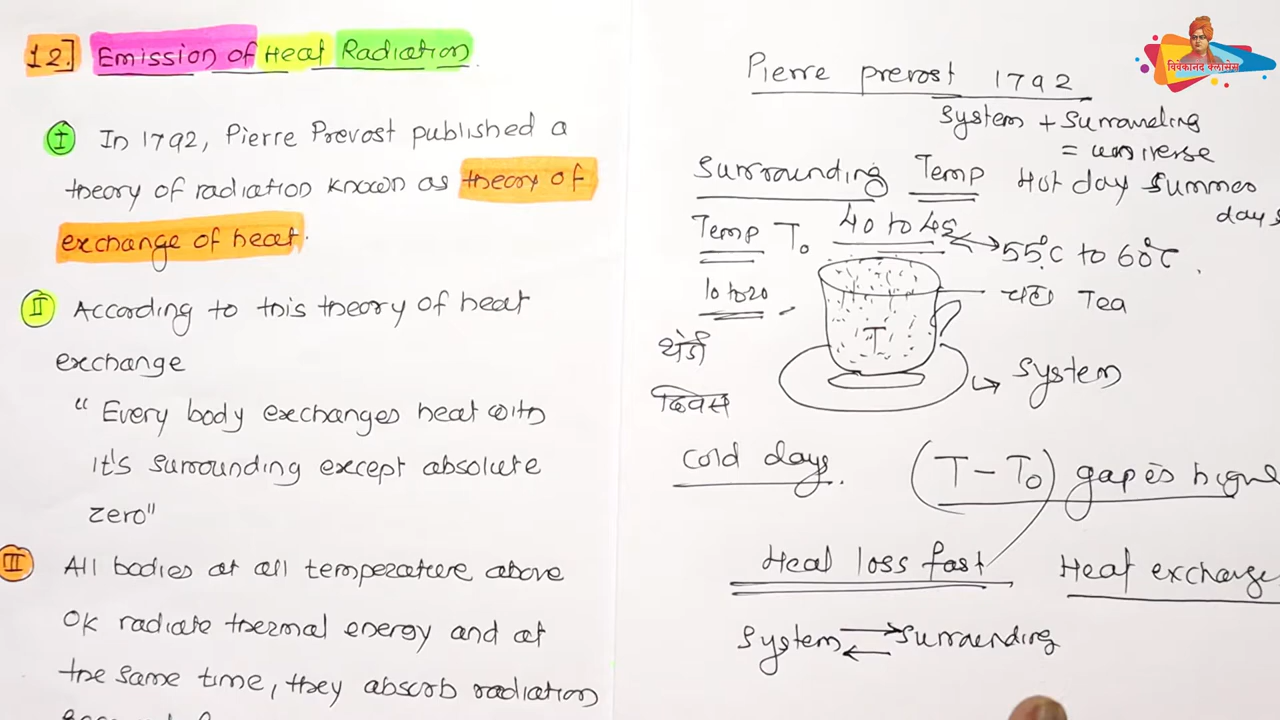 12] Emission of Heat Radiation.
I In 1792, Pierre Prevost published a
theory of radiation known as theory of
exchange of heat.
II According to this theory of heat
exchange
“ Every body exchanges heat with
it's surrounding except absolute
zero”
III All bodies at all temperature above
0K radiate thermal energy and at
the same time, they absorb radiation
विवेकानंद क्लासेस
Pierre prevost 1792
System + Surrounding
= universe
Surrounding Temp Hot day Summer
days
Temp T₀ 40 to 45 55°C to 60°C
10 to 20
चहा Tea
T
थंडी
दिवस
System
cold days.
(T - T₀) gap is
Heat loss fast Heat exchange
System ⇄ Surrounding